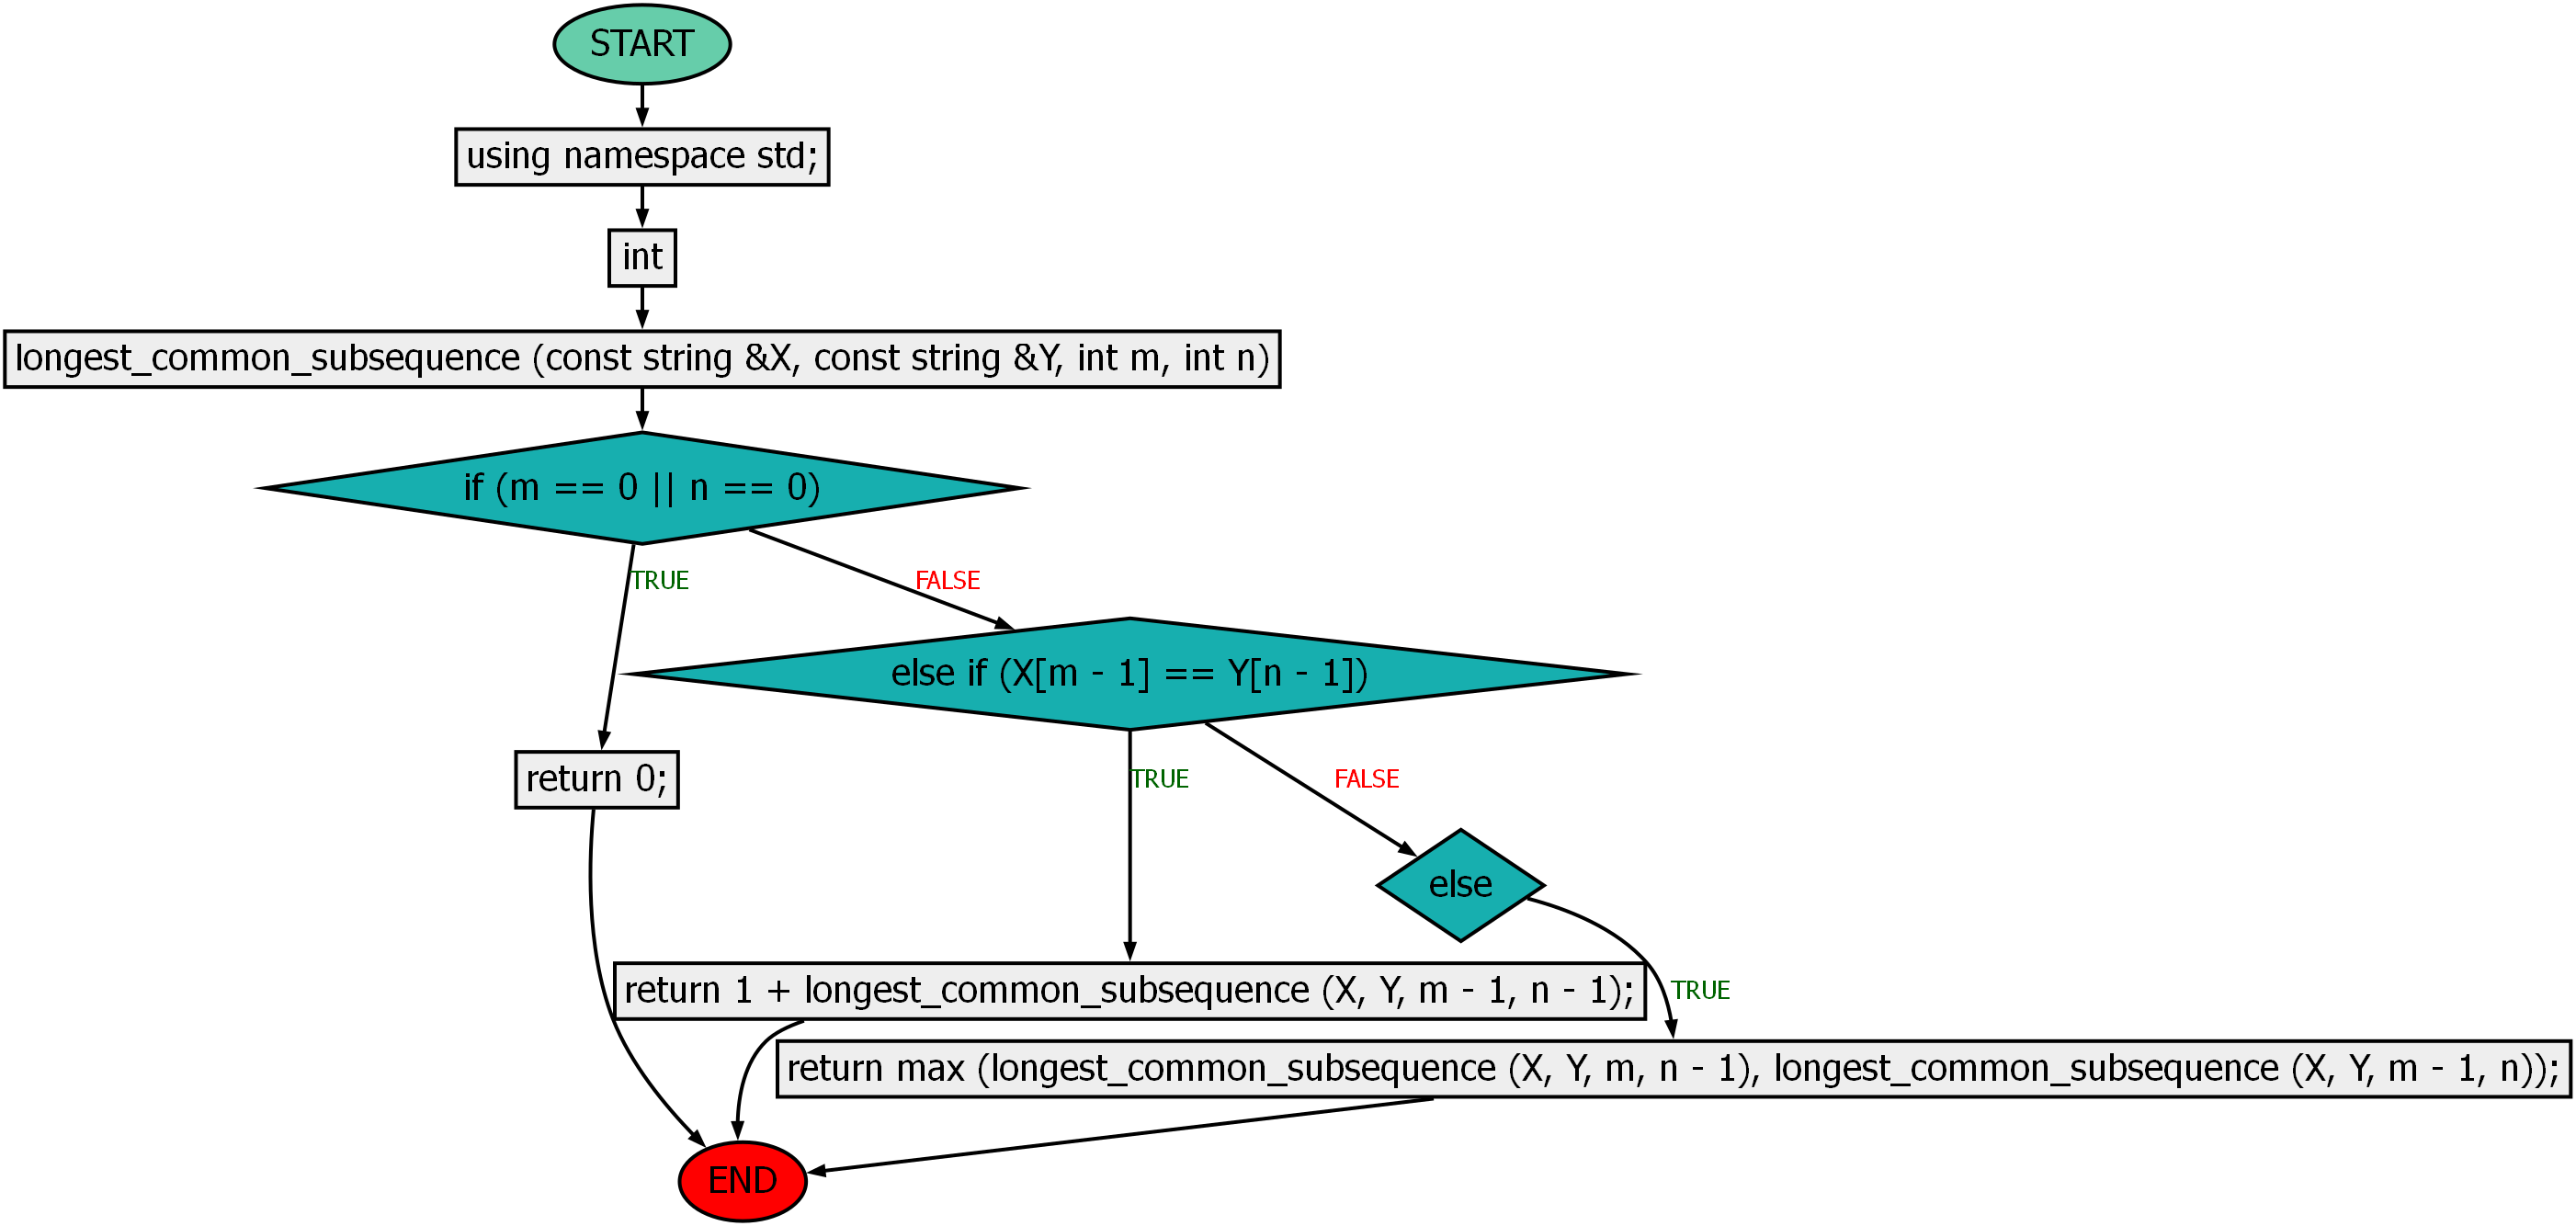 START
using namespace std;
int
longest_common_subsequence (const string &X, const string &Y, int m, int n)
if (m == 0 || n == 0)
TRUE
FALSE
else if (X[m - 1] == Y[n - 1])
return 0;
TRUE
FALSE
else
return 1 + longest_common_subsequence (X, Y, m - 1, n - 1);
TRUE
return max (longest_common_subsequence (X, Y, m, n - 1), longest_common_subsequence (X, Y, m - 1, n));
END